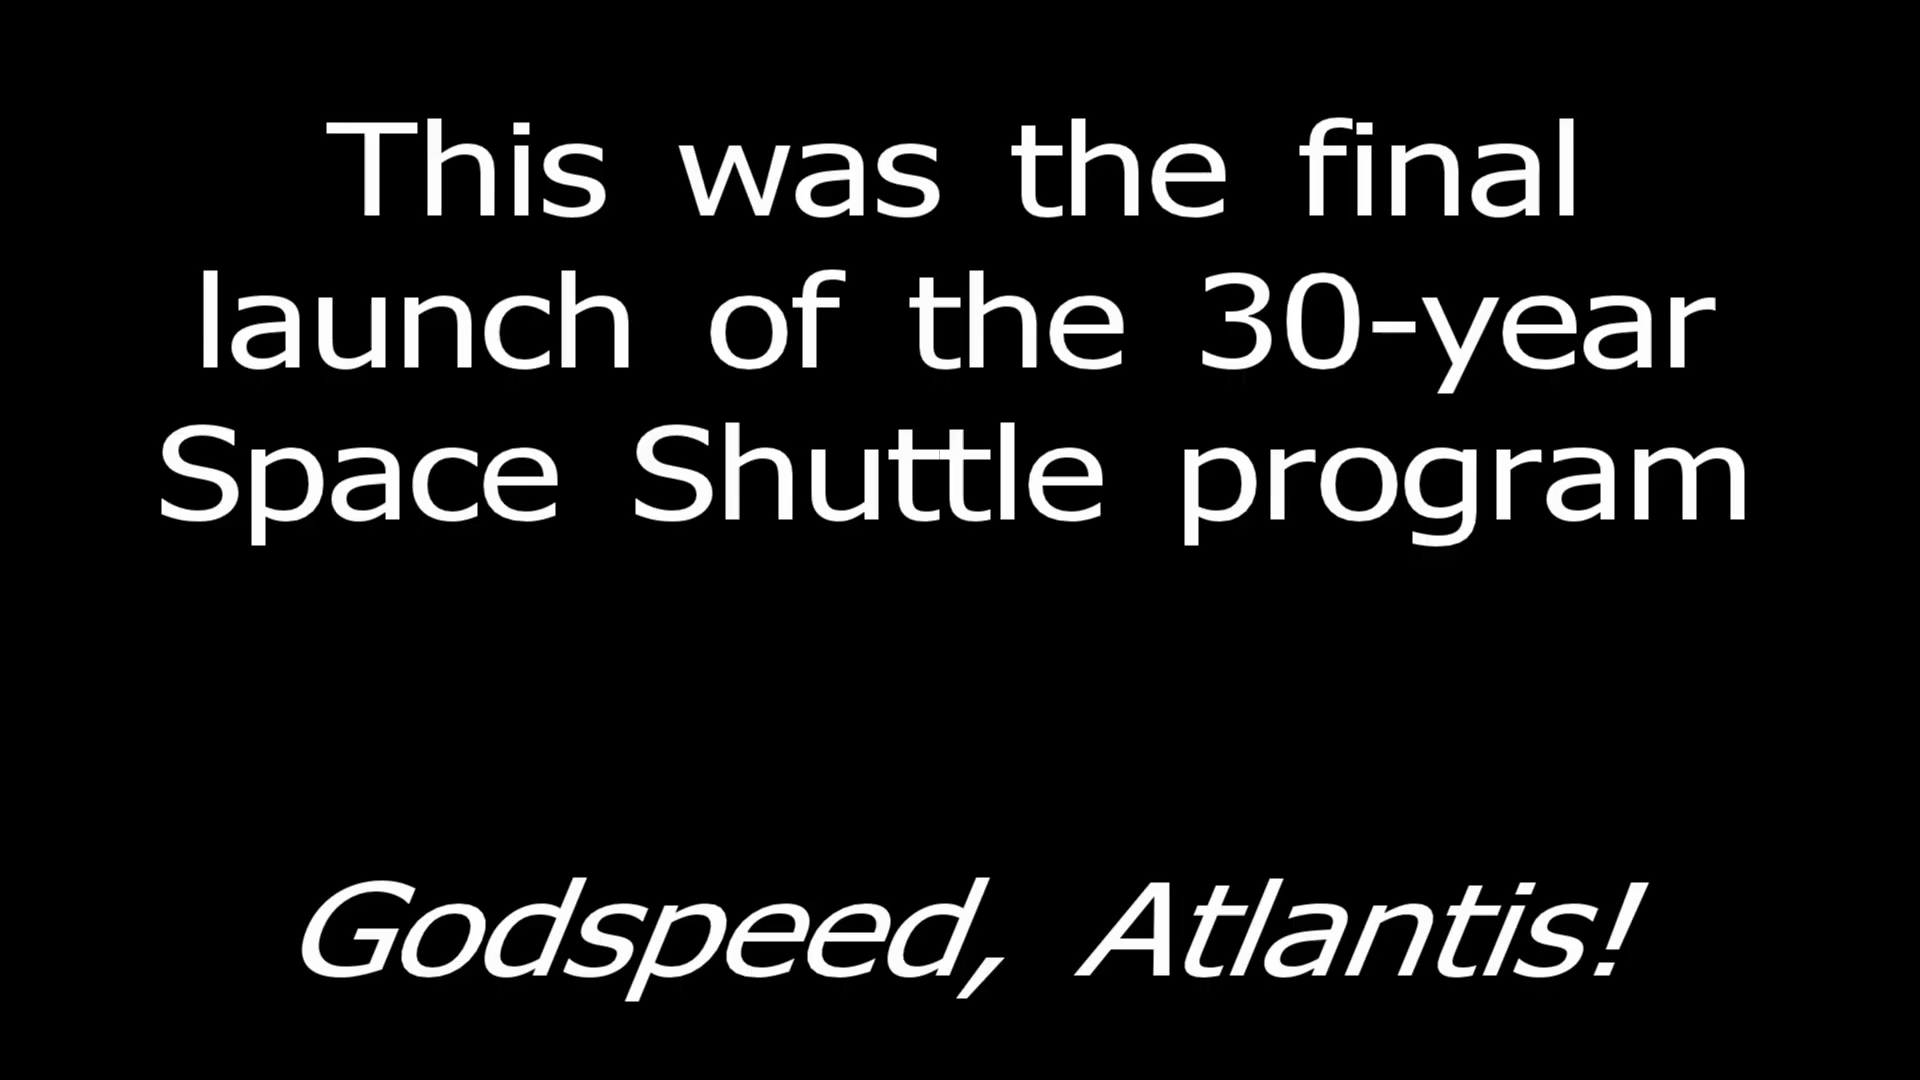 This was the final
launch of the 30-year
Space Shuttle program
Godspeed, Atlantis!